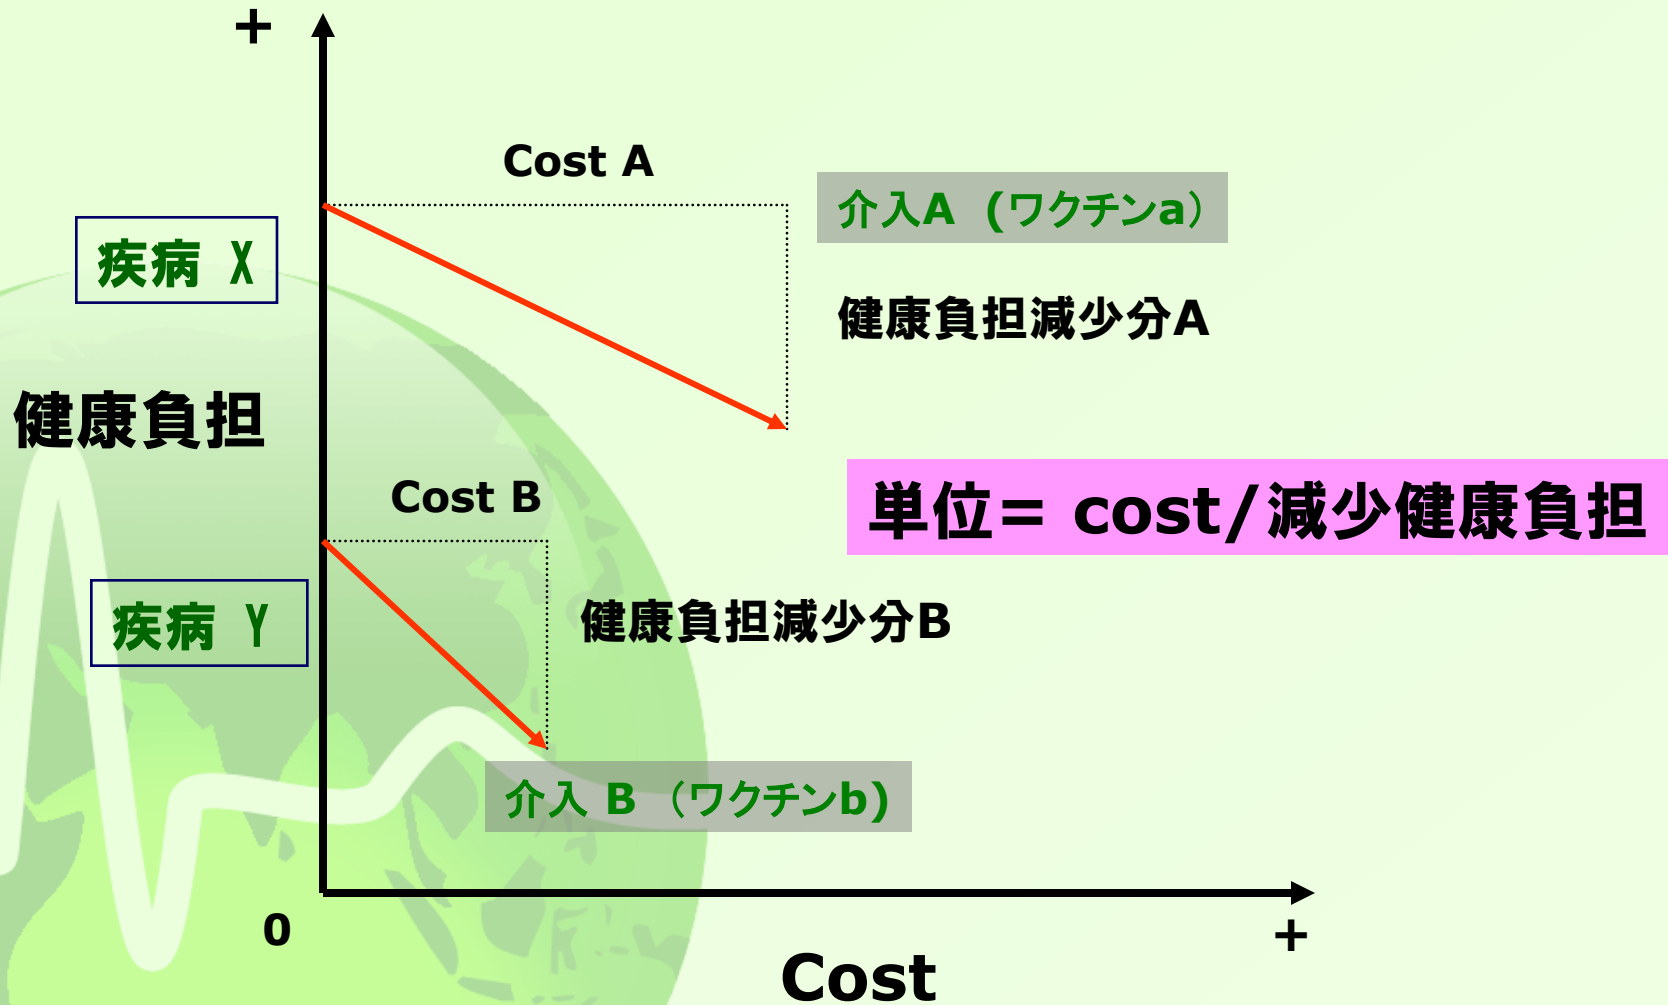 +
Cost A
介入A (ワクチンa）
疾病 X
健康負担減少分A
健康負担
Cost B
単位= cost/減少健康負担
疾病 Y
健康負担減少分B
介入 B （ワクチンb)
0
+
Cost